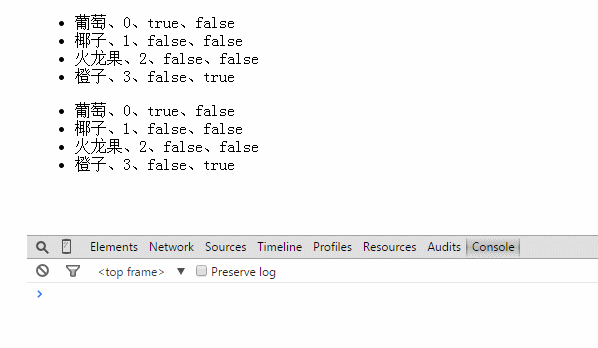 葡萄、0、true、false
椰子、1、false、false
火龙果、2、false、false
橙子、3、false、true
葡萄、0、true、false
椰子、1、false、false
火龙果、2、false、false
橙子、3、false、true
Elements Network Sources Timeline Profiles Resources Audits Console
<top frame> ▼ Preserve log
>